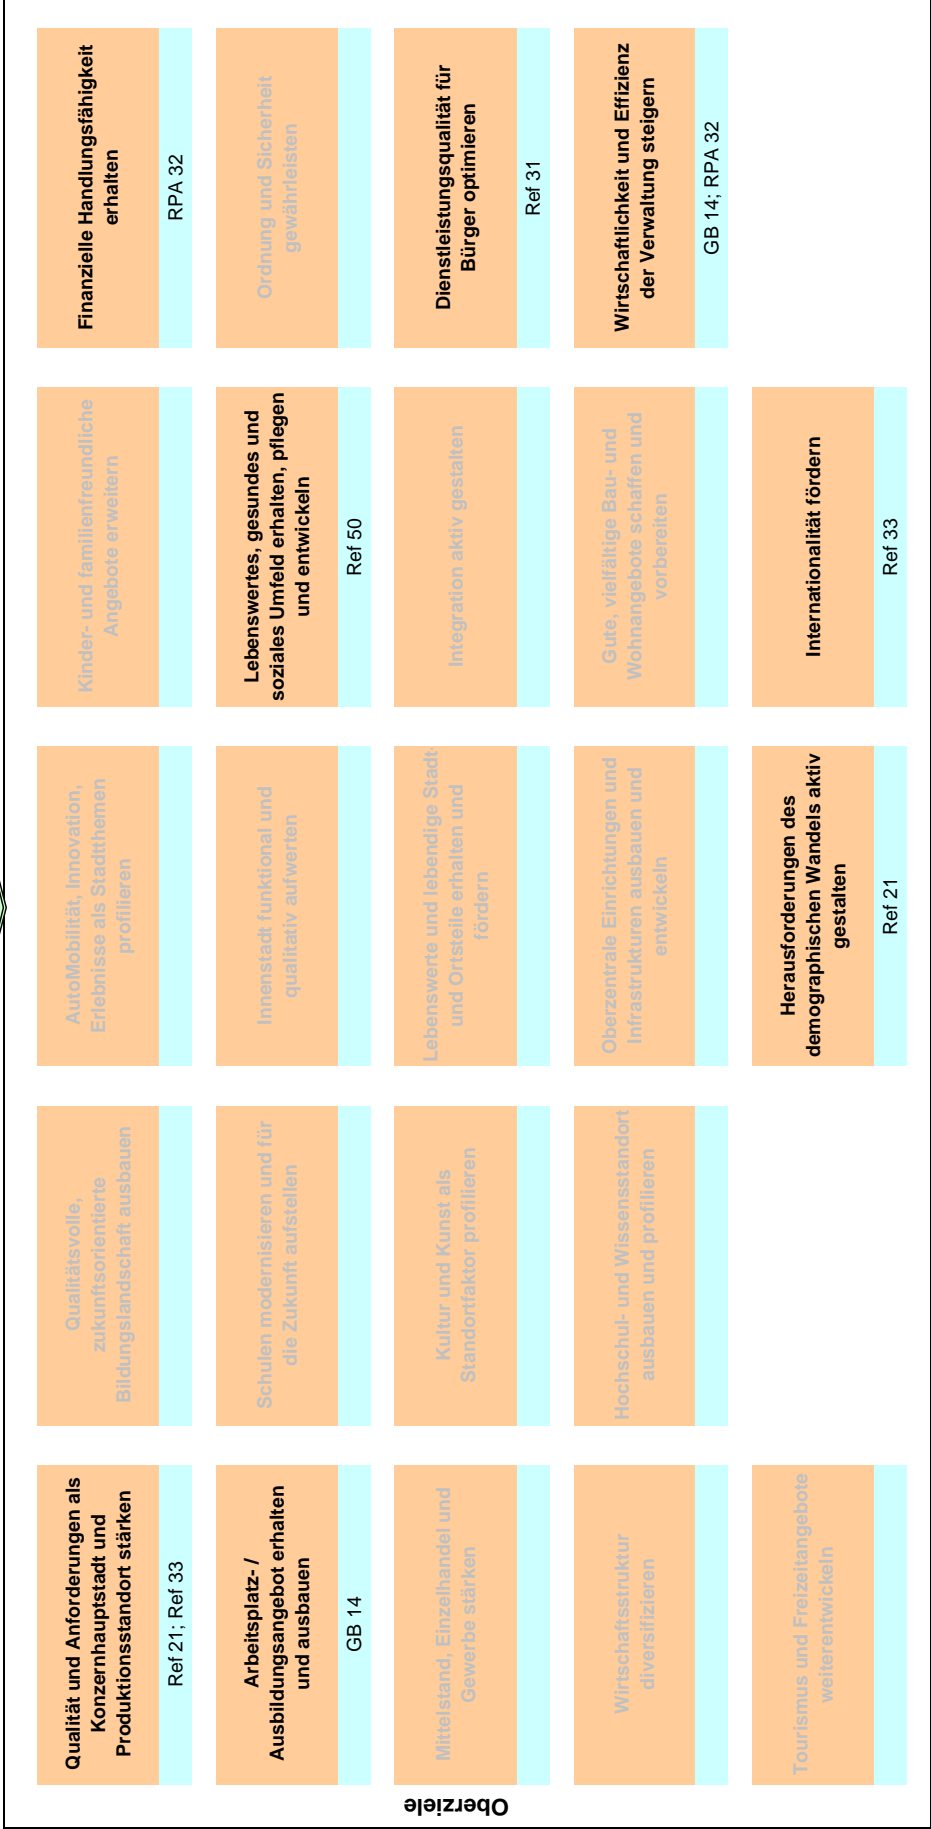 Oberziele
Qualität und Anforderungen als
Konzernhauptstadt und
Produktionsstandort stärken
Ref 21; Ref 33
Qualitätsvolle,
zukunftsorientierte
Bildungslandschaft ausbauen
AutoMobilität, Innovation,
Erlebnisse als Stadtthemen
profilieren
Kinder- und familienfreundliche
Angebote erweitern
Finanzielle Handlungsfähigkeit
erhalten
RPA 32
Arbeitsplatz- /
Ausbildungsangebot erhalten
und ausbauen
GB 14
Schulen modernisieren und für
die Zukunft aufstellen
Innenstadt funktional und
qualitativ aufwerten
Lebenswertes, gesundes und
soziales Umfeld erhalten, pflegen
und entwickeln
Ref 50
Ordnung und Sicherheit
gewährleisten
Mittelstand, Einzelhandel und
Gewerbe stärken
Kultur und Kunst als
Standortfaktor profilieren
Lebenswerte und lebendige Stadt
und Ortsteile erhalten und
fördern
Integration aktiv gestalten
Dienstleistungsqualität für
Bürger optimieren
Ref 31
Wirtschaftsstruktur
diversifizieren
Hochschul- und Wissensstandort
ausbauen und profilieren
Oberzentrale Einrichtungen und
Infrastrukturen ausbauen und
entwickeln
Gute, vielfältige Bau- und
Wohnangebote schaffen und
vorbereiten
Wirtschaftlichkeit und Effizienz
der Verwaltung steigern
GB 14; RPA 32
Tourismus und Freizeitangebote
weiterentwickeln
Herausforderungen des
demographischen Wandels aktiv
gestalten
Ref 21
Internationalität fördern
Ref 33